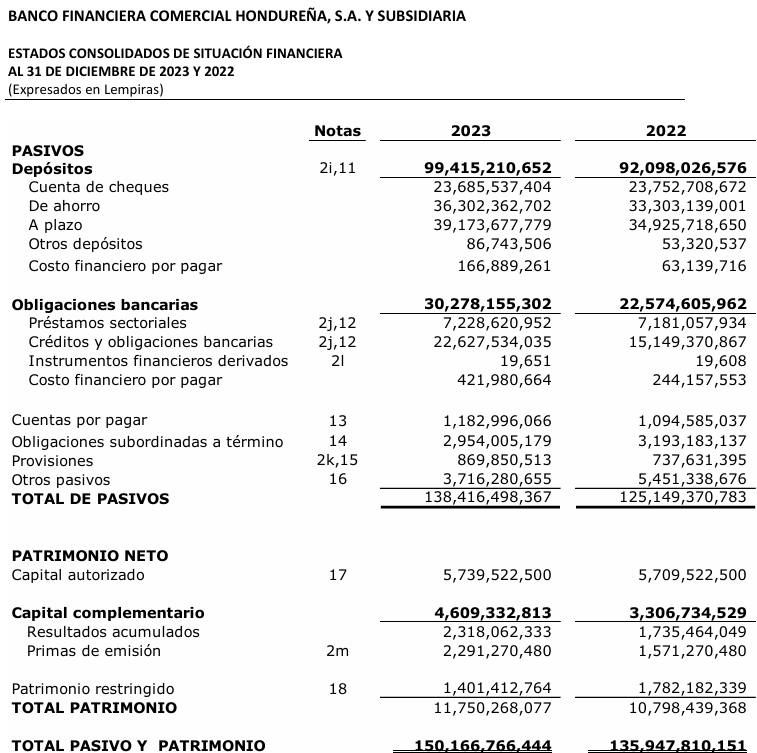 BANCO FINANCIERA COMERCIAL HONDUREÑA, S.A. Y SUBSIDIARIA
ESTADOS CONSOLIDADOS DE SITUACIÓN FINANCIERA
AL 31 DE DICIEMBRE DE 2023 Y 2022
(Expresados en Lempiras)
Notas 2023 2022
PASIVOS
Depósitos 2i,11 99,415,210,652 92,098,026,576
Cuenta de cheques 23,685,537,404 23,752,708,672
De ahorro 36,302,362,702 33,303,139,001
A plazo 39,173,677,779 34,925,718,650
Otros depósitos 86,743,506 53,320,537
Costo financiero por pagar 166,889,261 63,139,716
Obligaciones bancarias 30,278,155,302 22,574,605,962
Préstamos sectoriales 2j,12 7,228,620,952 7,181,057,934
Créditos y obligaciones bancarias 2j,12 22,627,534,035 15,149,370,867
Instrumentos financieros derivados 2l 19,651 19,608
Costo financiero por pagar 421,980,664 244,157,553
Cuentas por pagar 13 1,182,996,066 1,094,585,037
Obligaciones subordinadas a término 14 2,954,005,179 3,193,183,137
Provisiones 2k,15 869,850,513 737,631,395
Otros pasivos 16 3,716,280,655 5,451,338,676
TOTAL DE PASIVOS 138,416,498,367 125,149,370,783
PATRIMONIO NETO
Capital autorizado 17 5,739,522,500 5,709,522,500
Capital complementario 4,609,332,813 3,306,734,529
Resultados acumulados 2,318,062,333 1,735,464,049
Primas de emisión 2m 2,291,270,480 1,571,270,480
Patrimonio restringido 18 1,401,412,764 1,782,182,339
TOTAL PATRIMONIO 11,750,268,077 10,798,439,368
TOTAL PASIVO Y PATRIMONIO 150,166,766,444 135,947,810,151